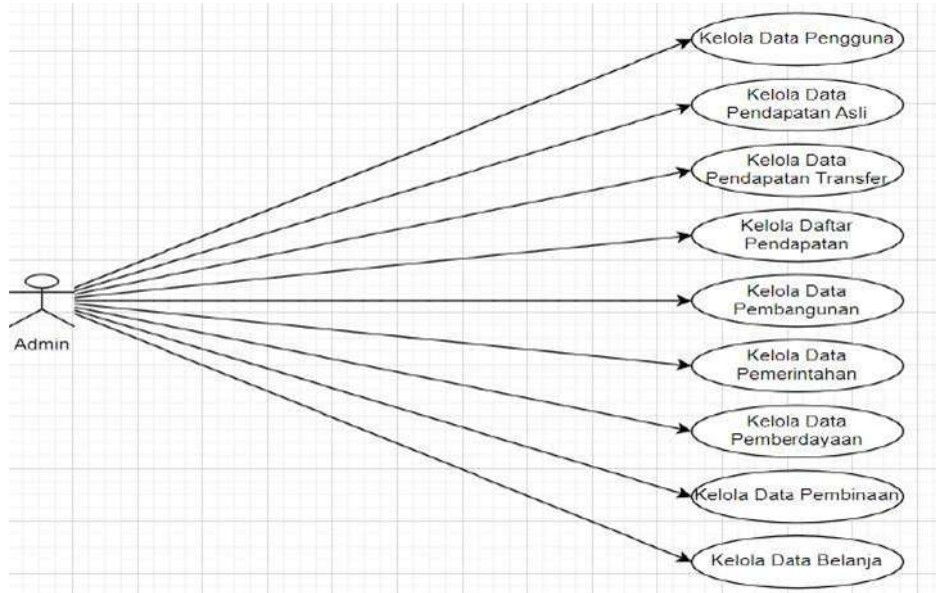 Kelola Data Pengguna
Kelola Data
Pendapatan Asli
Kelola Data
Pendapatan Transfer
Kelola Daftar
Pendapatan
Kelola Data
Pembangunan
Admin
Kelola Data
Pemerintahan
Kelola Data
Pemberdayaan
Kelola Data Pembinaan
Kelola Data Belanja